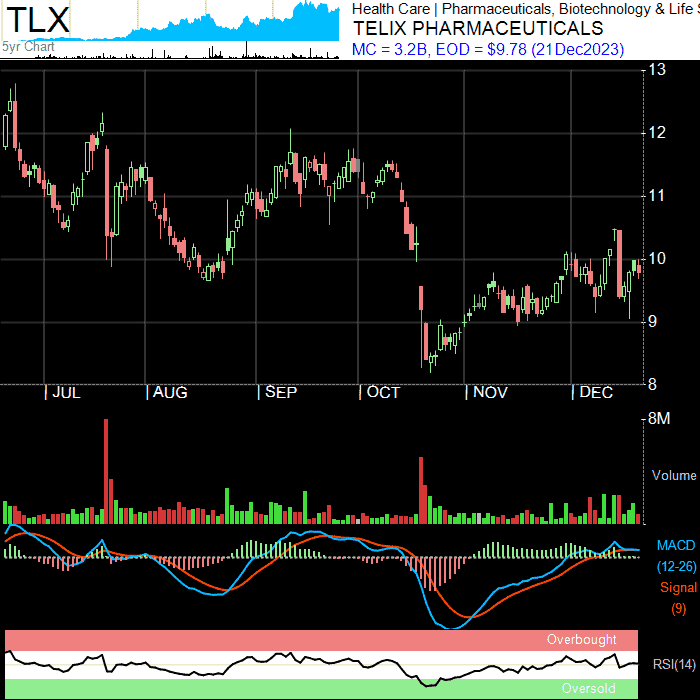 TLX
5yr Chart
Health Care | Pharmaceuticals, Biotechnology & Life S
TELIX PHARMACEUTICALS
MC = 3.2B, EOD = $9.78 (21Dec2023)
13
12
11
10
9
8
JUL AUG SEP OCT NOV DEC
8M
Volume
MACD
(12-26)
Signal
(9)
Overbought
RSI(14)
Oversold